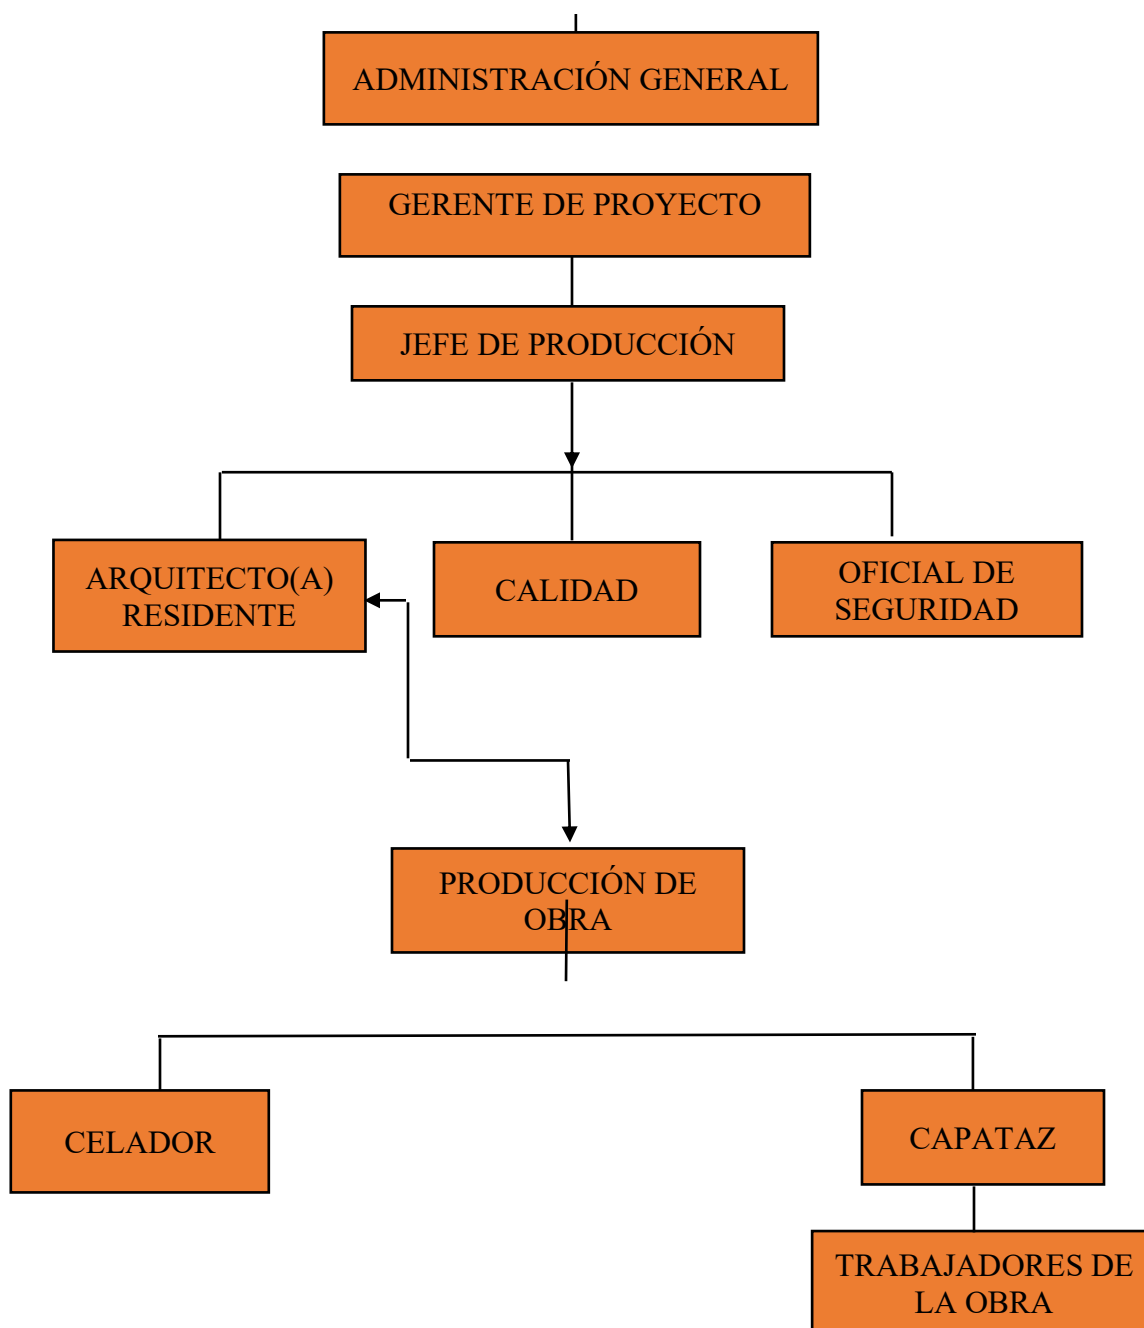 ADMINISTRACIÓN GENERAL
GERENTE DE PROYECTO
JEFE DE PRODUCCIÓN
ARQUITECTO(A)
RESIDENTE
CALIDAD
OFICIAL DE
SEGURIDAD
PRODUCCIÓN DE
OBRA
CELADOR
CAPATAZ
TRABAJADORES DE
LA OBRA